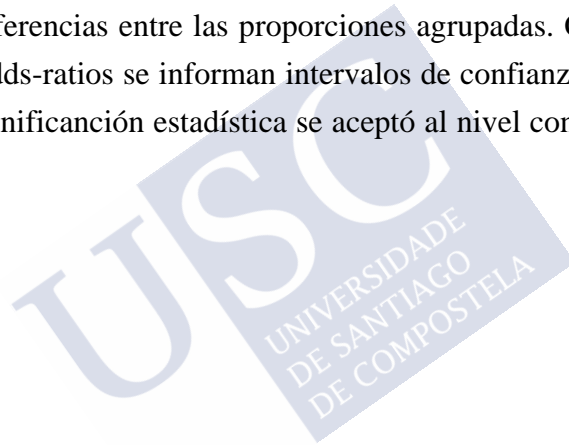 ferencias entre las proporciones agrupadas.
dds-ratios se informan intervalos de confianz
nificanción estadística se aceptó al nivel con
USC
UNIVERSIDADE
DE SANTIAGO
DE COMPOSTELA